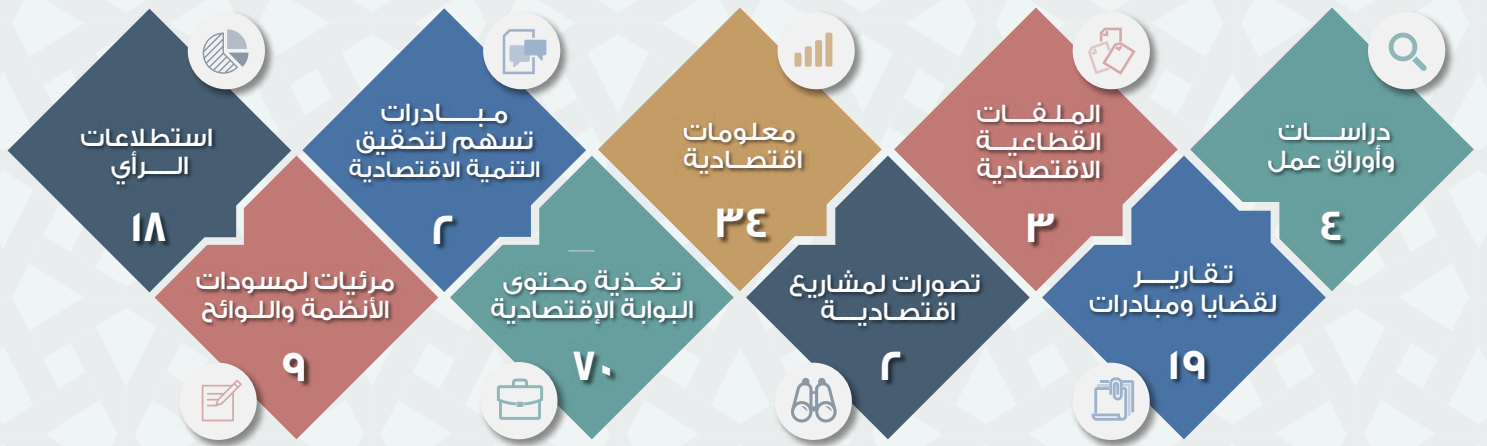 دراسات
وأوراق عمل
٤
تقارير
لقضايا ومبادرات
١٩
الملفات
القطاعية
الاقتصادية
٣
تصورات لمشاريع
اقتصادية
٢
معلومات
اقتصادية
٣٤
تغذية محتوى
البوابة الإقتصادية
٧٠
مبادرات
تسهم لتحقيق
التنمية الاقتصادية
٢
مرئيات لمسودات
الأنظمة واللوائح
٩
استطلاعات
الرأي
١٨